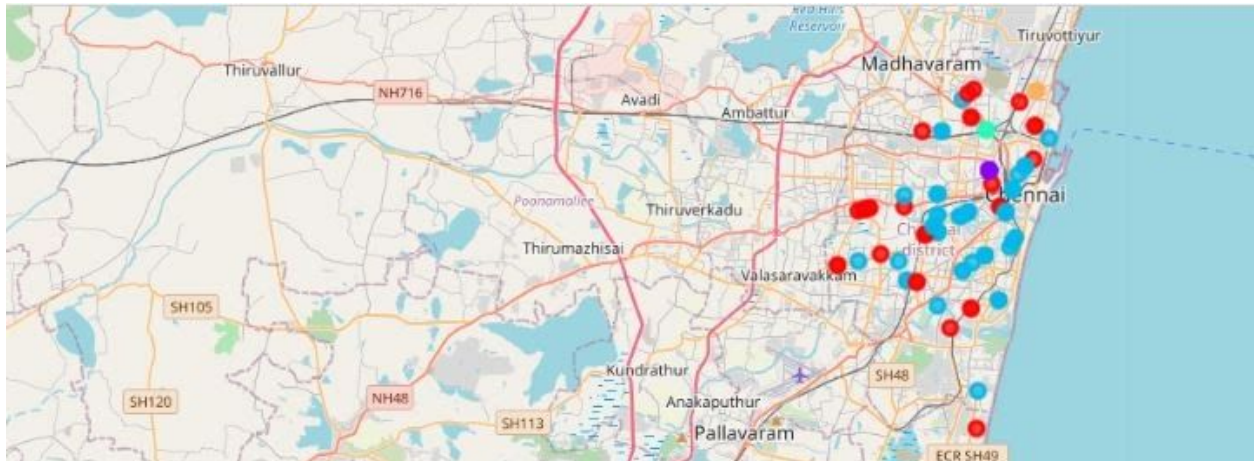 Red Hills
Reservoir
Tiruvottiyur
Madhavaram
Thiruvallur
NH716
Avadi
Ambattur
Poonamallee
Thiruverkadu
Chennai
Chennai
district
Thirumazhisai
Valasaravakkam
SH105
Kundrathur
SH48
NH48
SH120
Anakaputhur
SH113
Pallavaram
ECR SH49